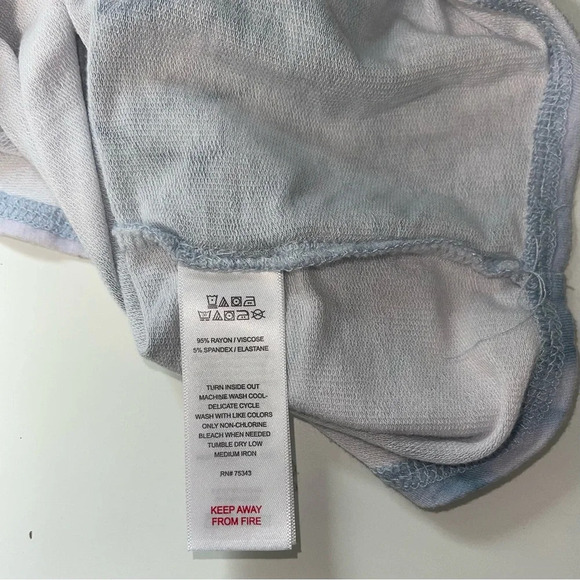 95% RAYON / VISCOSE
5% SPANDEX / ELASTANE
TURN INSIDE OUT
MACHINE WASH COOL-
DELICATE CYCLE
WASH WITH LIKE COLORS
ONLY NON-CHLORINE
BLEACH WHEN NEEDED
TUMBLE DRY LOW
MEDIUM IRON
RN# 75343
KEEP AWAY
FROM FIRE